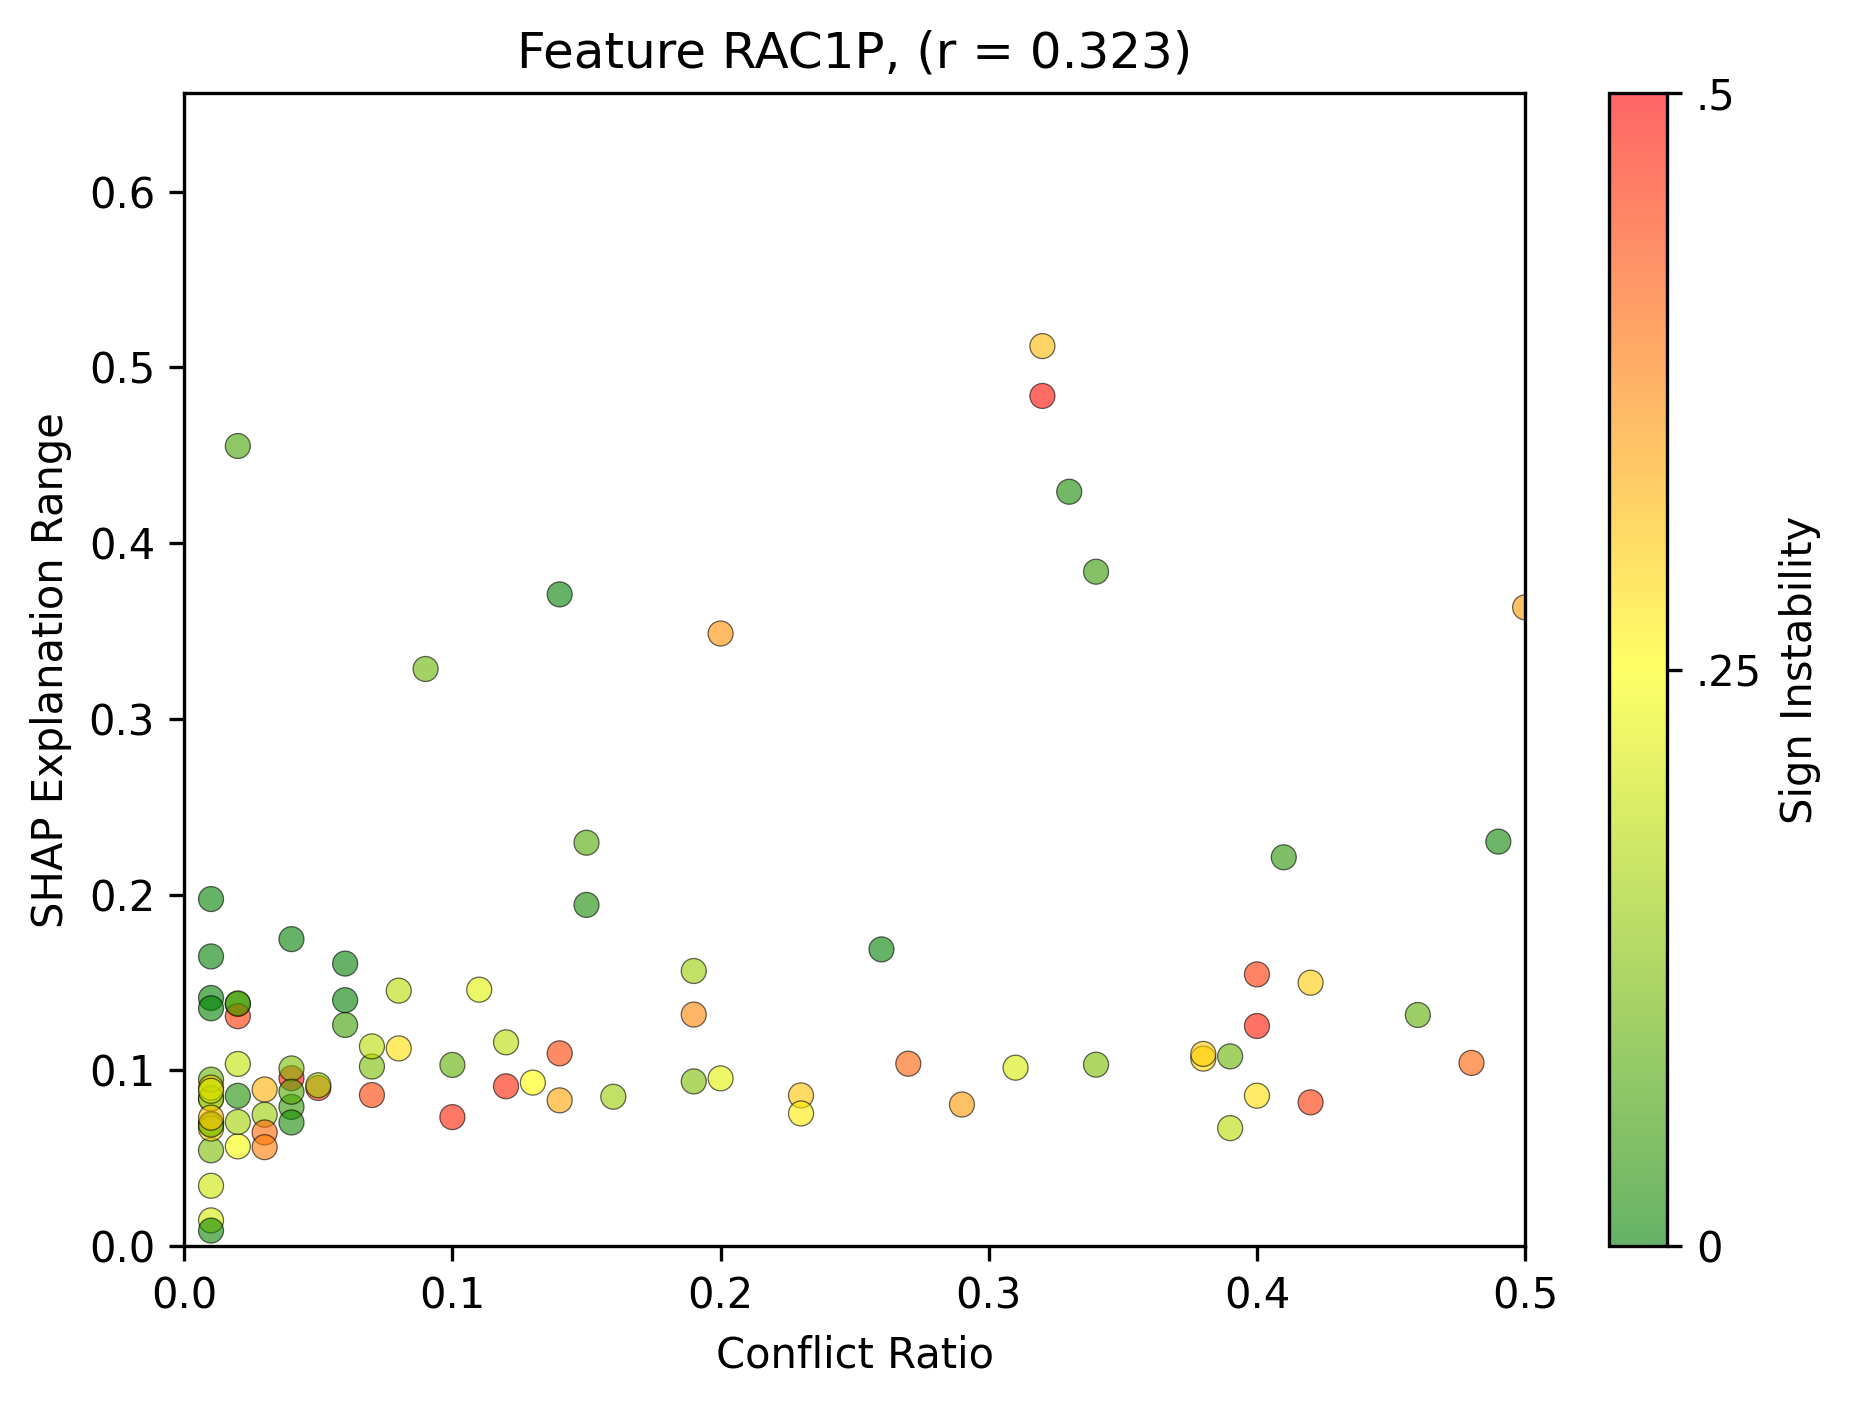 Feature RAC1P, (r = 0.323)
SHAP Explanation Range
0.6
0.5
0.4
0.3
0.2
0.1
0.0
0.0 0.1 0.2 0.3 0.4 0.5
Conflict Ratio
.5
.25
0
Sign Instability